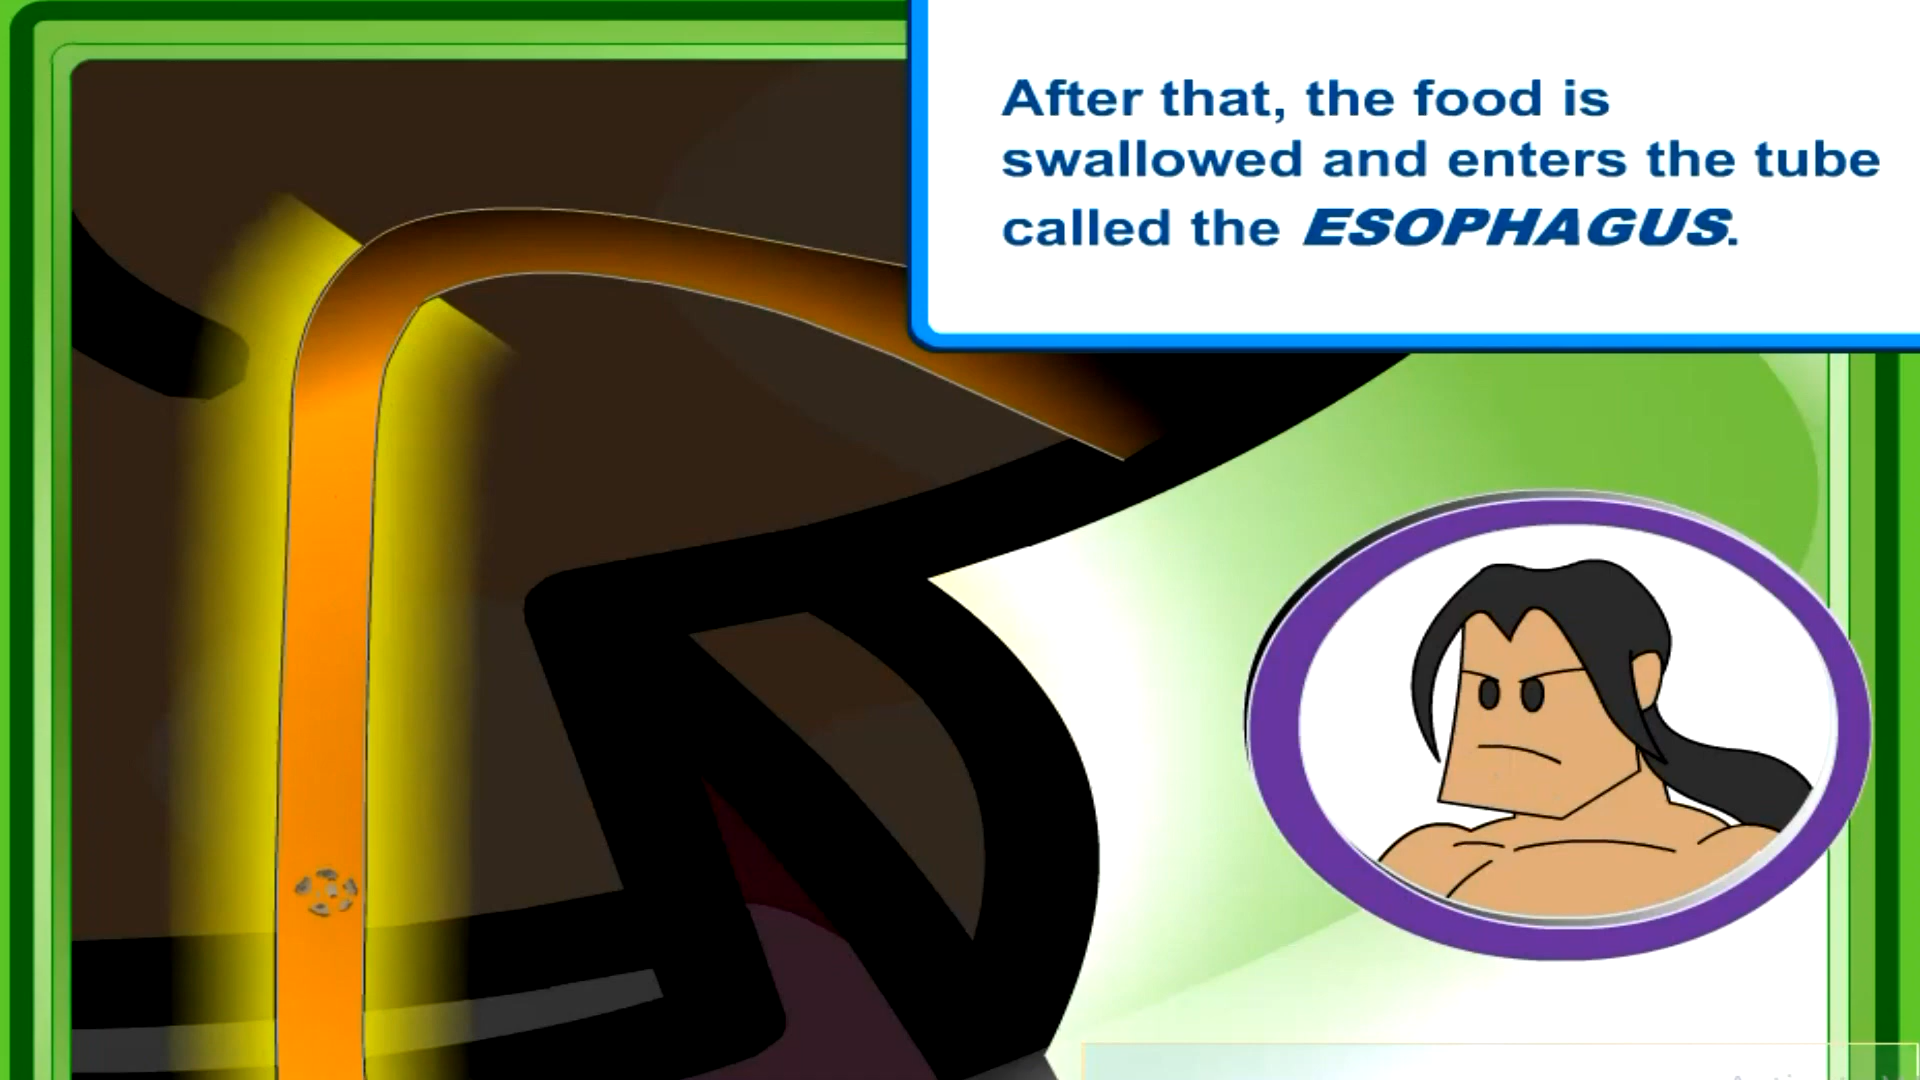 After that, the food is
swallowed and enters the tube
called the ESOPHAGUS.